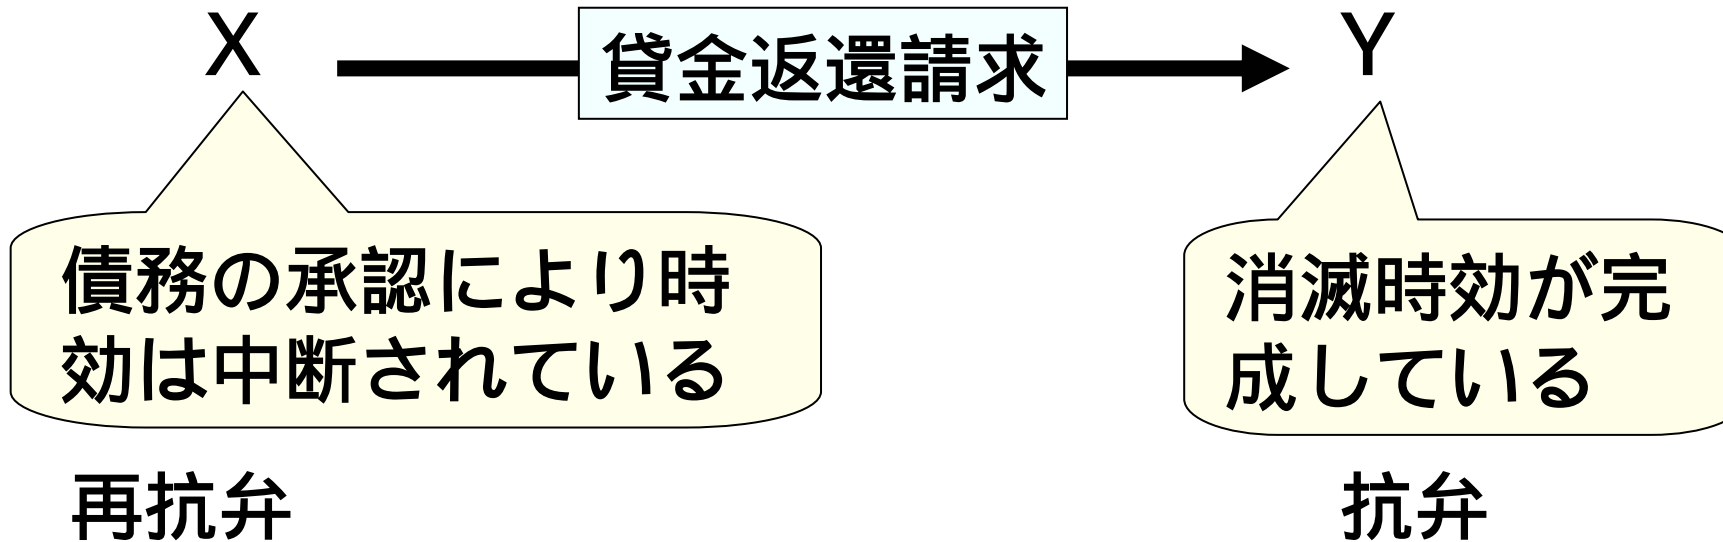 X
貸金返還請求
Y
債務の承認により時
効は中断されている
消滅時効が完
成している
再抗弁
抗弁